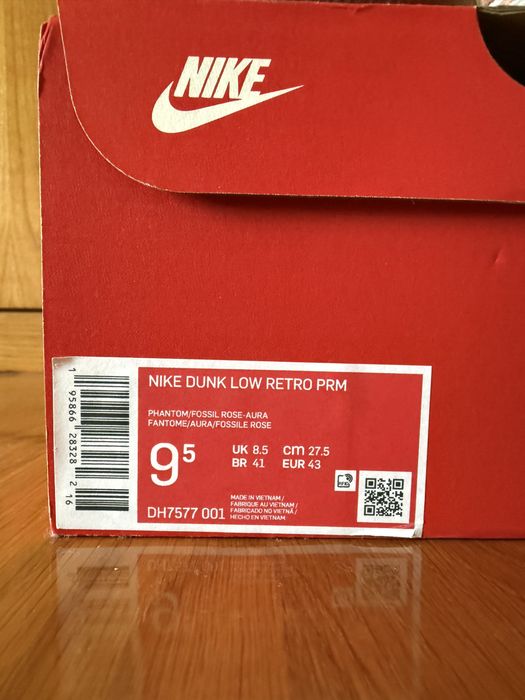 NIKE
NIKE DUNK LOW RETRO PRM
PHANTOM/FOSSIL ROSE-AURA
FANTOME/AURA/FOSSILE ROSE
9⁵
UK 8.5 cm 27.5
BR 41 EUR 43
DH7577 001
MADE IN VIETNAM /
FABRIQUE AU VIETNAM /
FABRICADO NO VIETNÃ /
HECHO EN VIETNAM
1 95866 28328 2 16